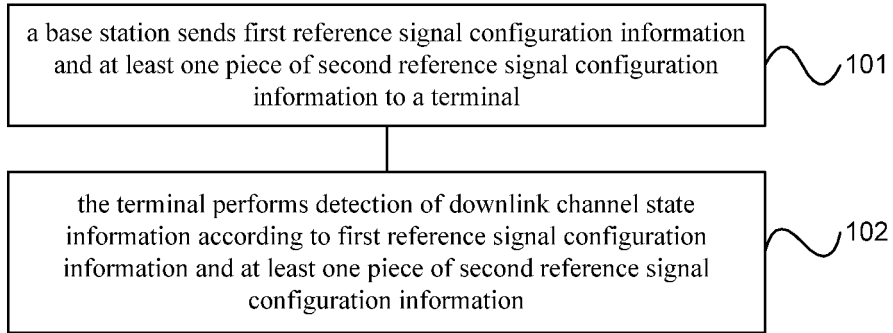 a base station sends first reference signal configuration information
and at least one piece of second reference signal configuration
information to a terminal
101
the terminal performs detection of downlink channel state
information according to first reference signal configuration
information and at least one piece of second reference signal
configuration information
102